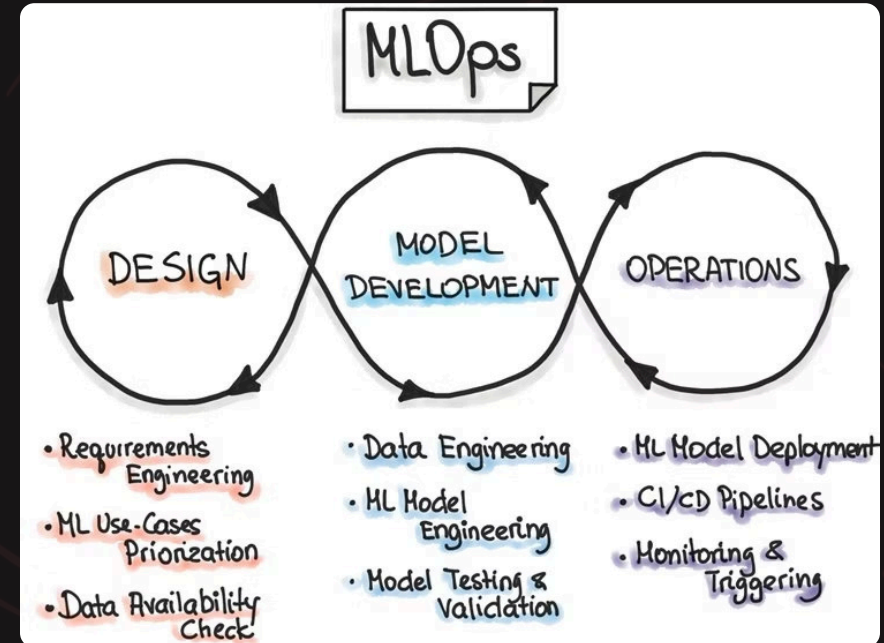 MLOps
DESIGN
MODEL
DEVELOPMENT
OPERATIONS
• Requirements
Engineering
• ML Use-Cases
Priorization
• Data Availability
Check
• Data Engineering
• ML Model
Engineering
• Model Testing &
Validation
• ML Model Deployment
• CI/CD Pipelines
• Monitoring &
Triggering